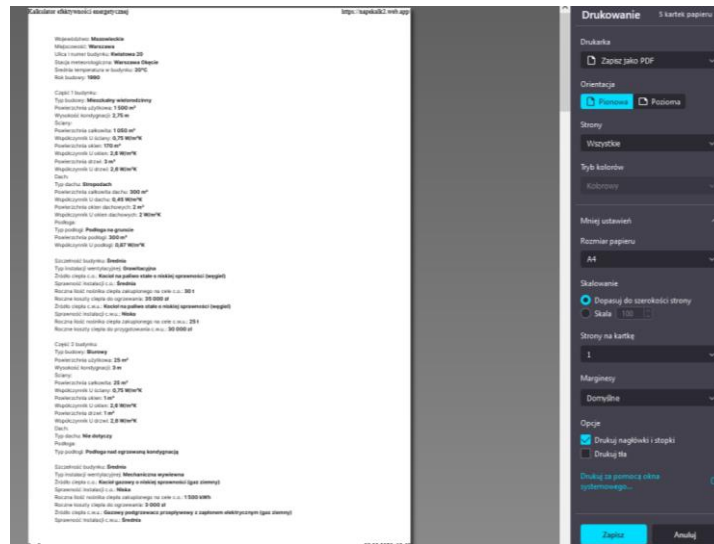 Kalkulator efektywności energetycznej
https://napekalk2.web.app
Województwo: Mazowieckie
Miejscowość: Warszawa
Ulica i numer budynku: Kwiatowa 20
Stacja meteorologiczna: Warszawa Okęcie
Średnia temperatura w budynku: 20°C
Rok budowy: 1980
Część 1 budynku:
Typ budowy: Mieszkalny wielorodzinny
Powierzchnia użytkowa: 1 500 m²
Wysokość kondygnacji: 2,75 m
Ściany:
Powierzchnia całkowita: 1 050 m²
Współczynnik U ściany: 0,75 W/m²K
Powierzchnia okien: 170 m²
Współczynnik U okien: 2,6 W/m²K
Powierzchnia drzwi: 3 m²
Współczynnik U drzwi: 2,6 W/m²K
Dach:
Typ dachu: Stropodach
Powierzchnia całkowita dachu: 300 m²
Współczynnik U dachu: 0,45 W/m²K
Powierzchnia okien dachowych: 2 m²
Współczynnik U okien dachowych: 2 W/m²K
Podłoga:
Typ podłogi: Podłoga na gruncie
Powierzchnia podłogi: 300 m²
Współczynnik U podłogi: 0,67 W/m²K
Szczelność budynku: Średnia
Typ instalacji wentylacyjnej: Grawitacyjna
Źródło ciepła c.o.: Kocioł na paliwo stałe o niskiej sprawności (węgiel)
Sprawność instalacji c.o.: Średnia
Roczna ilość nośnika ciepła zakupionego na cele c.o.: 30 t
Roczne koszty ciepła do ogrzewania: 35 000 zł
Źródło ciepła c.w.u.: Kocioł na paliwo stałe o niskiej sprawności (węgiel)
Sprawność instalacji c.w.u.: Niska
Roczna ilość nośnika ciepła zakupionego na cele c.w.u.: 25 t
Roczne koszty ciepła do przygotowania c.w.u.: 30 000 zł
Część 2 budynku:
Typ budowy: Biurowy
Powierzchnia użytkowa: 25 m²
Wysokość kondygnacji: 3 m
Ściany:
Powierzchnia całkowita: 25 m²
Współczynnik U ściany: 0,75 W/m²K
Powierzchnia okien: 1 m²
Współczynnik U okien: 2,6 W/m²K
Powierzchnia drzwi: 1 m²
Współczynnik U drzwi: 2,6 W/m²K
Dach:
Typ dachu: Nie dotyczy
Podłoga:
Typ podłogi: Podłoga nad ogrzewaną kondygnacją
Szczelność budynku: Średnia
Typ instalacji wentylacyjnej: Mechaniczna wywiewna
Źródło ciepła c.o.: Kocioł gazowy o niskiej sprawności (gaz ziemny)
Sprawność instalacji c.o.: Niska
Roczna ilość nośnika ciepła zakupionego na cele c.o.: 1 500 kWh
Roczne koszty ciepła do ogrzewania: 3 000 zł
Źródło ciepła c.w.u.: Gazowy podgrzewacz przepływowy z zapłonem elektrycznym (gaz ziemny)
Sprawność instalacji c.w.u.: Średnia
Drukowanie
5 kartek papieru
Drukarka
Zapisz jako PDF
Orientacja
Pionowa
Pozioma
Strony
Wszystkie
Tryb kolorów
Kolorowy
Mniej ustawień
Rozmiar papieru
A4
Skalowanie
Dopasuj do szerokości strony
Skala 100
Strony na kartkę
1
Marginesy
Domyślne
Opcje
Drukuj nagłówki i stopki
Drukuj tła
Drukuj za pomocą okna
systemowego…
Zapisz
Anuluj